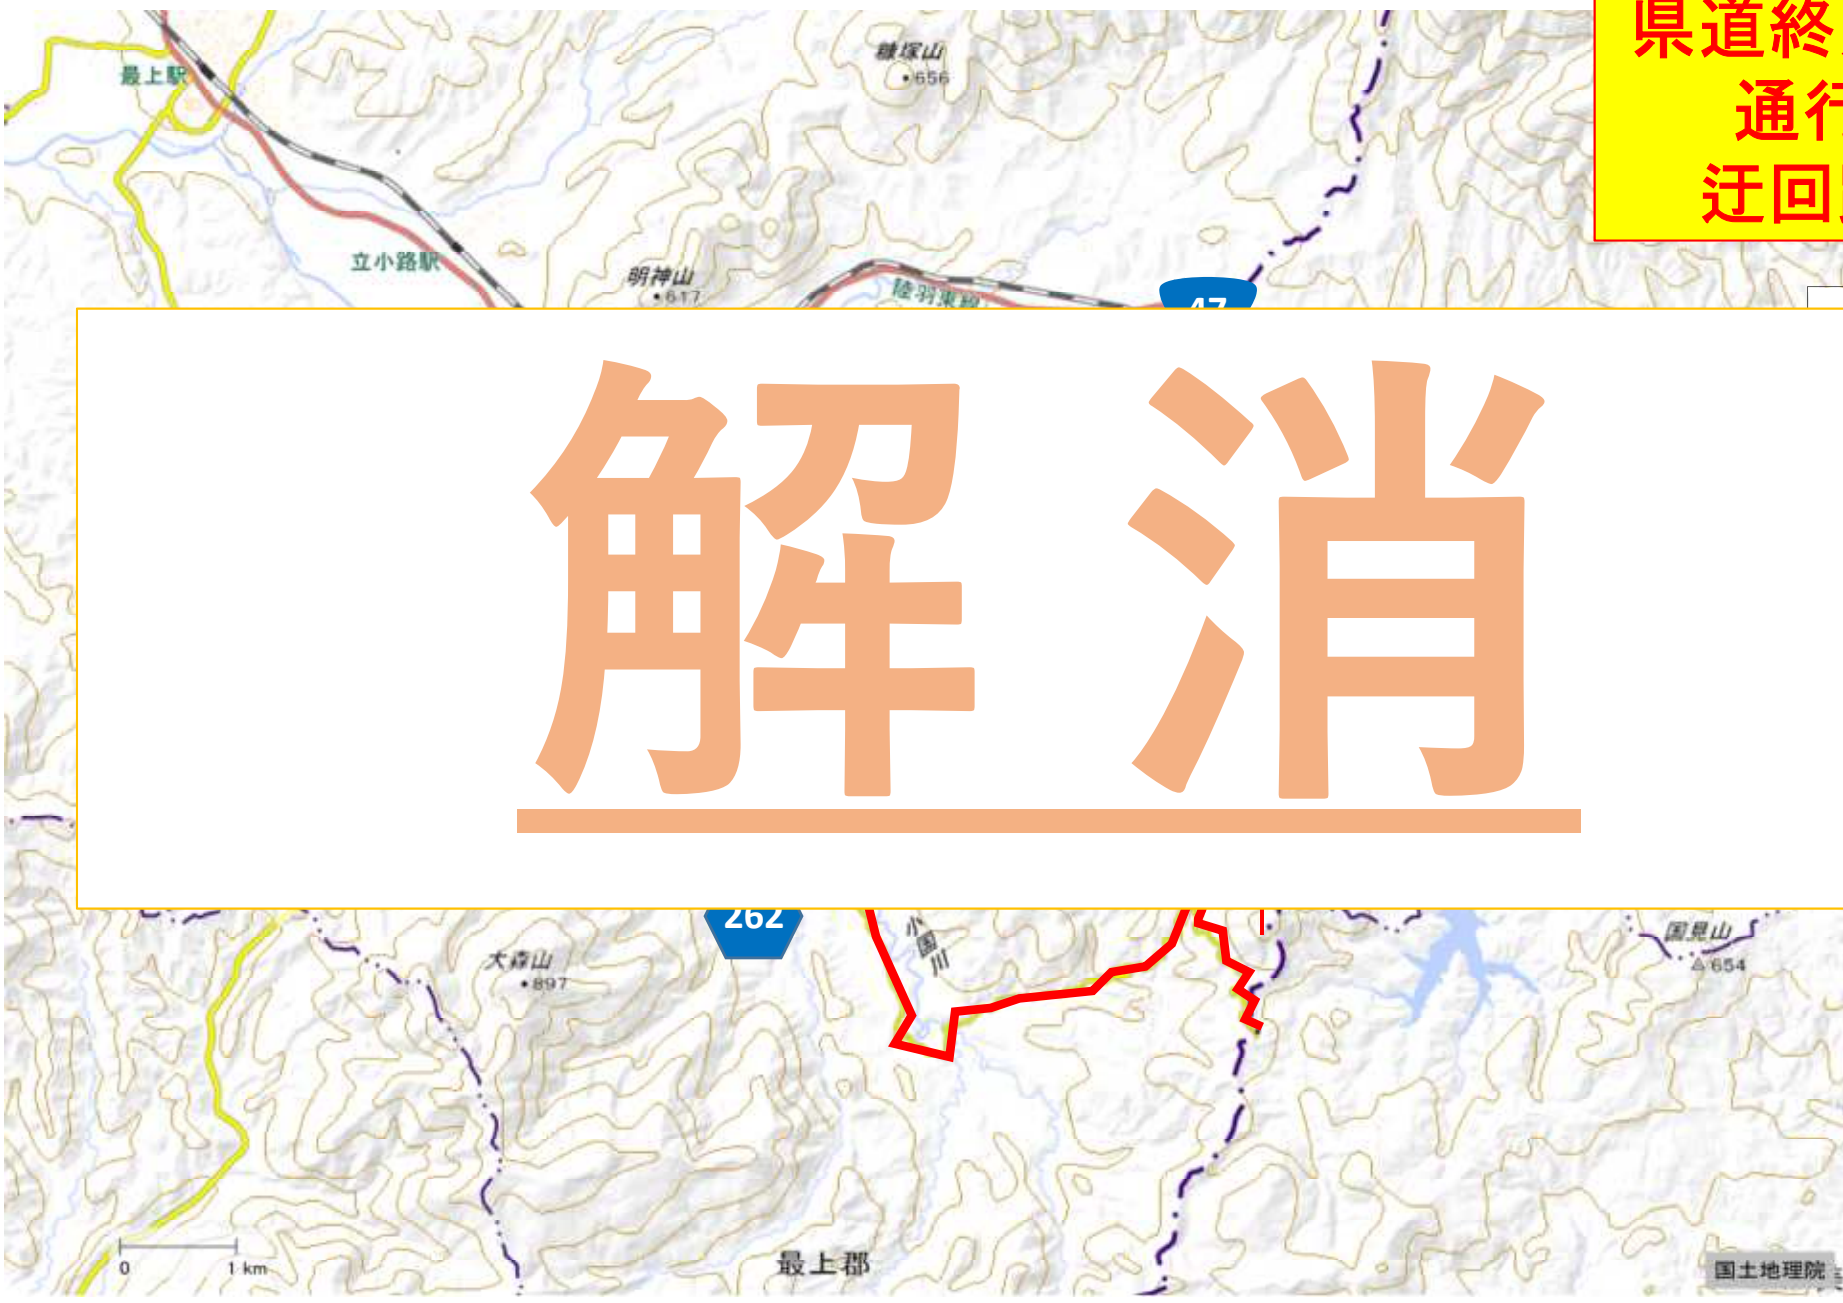 県道終
通行
迂回
糠塚山
656
最上駅
立小路駅
明神山
617
陸羽東線
47
解消
262
小国川
大森山
897
国見山
654
0 1 km
最上郡
国土地理院